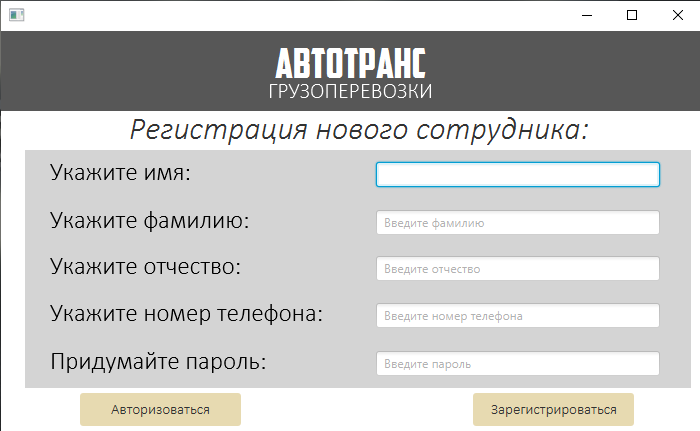 АВТОТРАНС
ГРУЗОПЕРЕВОЗКИ
Регистрация нового сотрудника:
Укажите имя:
Укажите фамилию:
Введите фамилию
Укажите отчество:
Введите отчество
Укажите номер телефона:
Введите номер телефона
Придумайте пароль:
Введите пароль
Авторизоваться
Зарегистрироваться